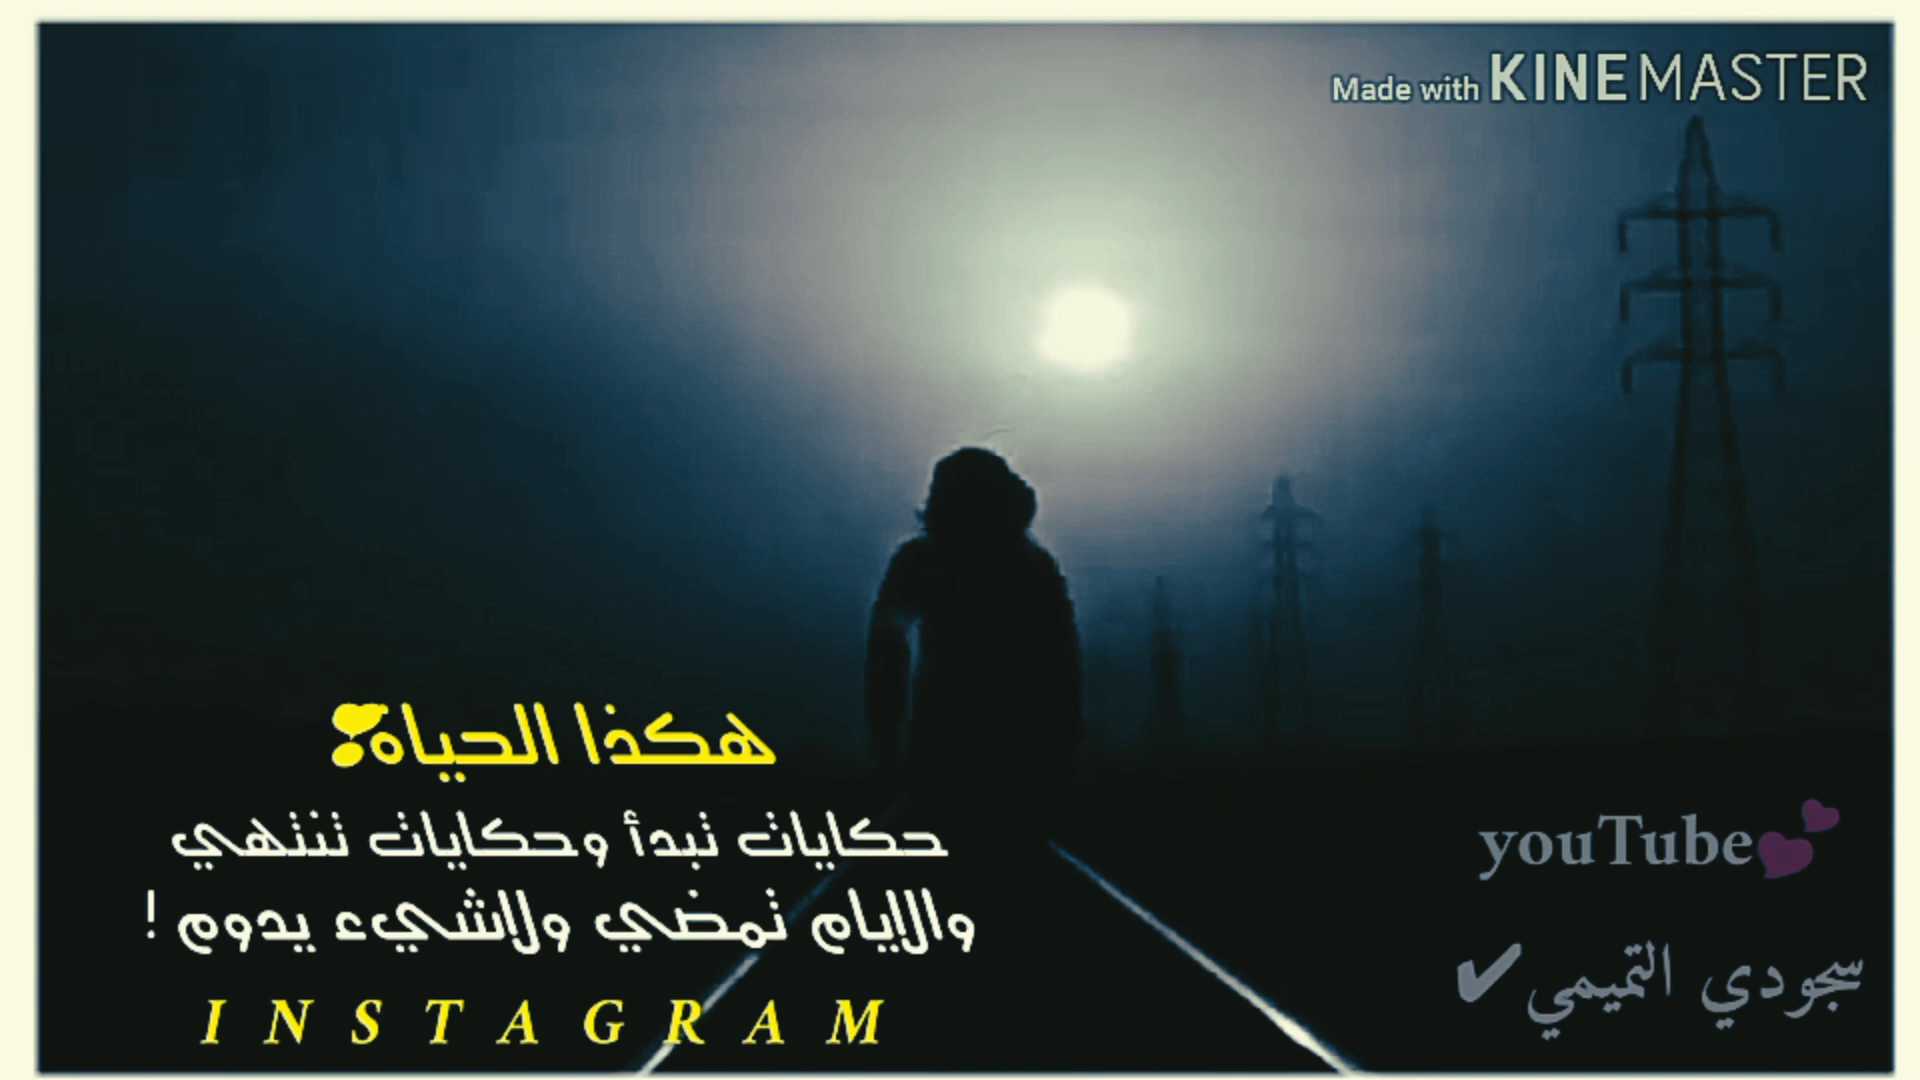 Made with KINEMASTER
هكذا الحياة❣
حكايات تبدأ وحكايات تنتهي
والايام تمضي ولاشيء يدوم !
INSTAGRAM
youTube💕
سجودي التميمي✔